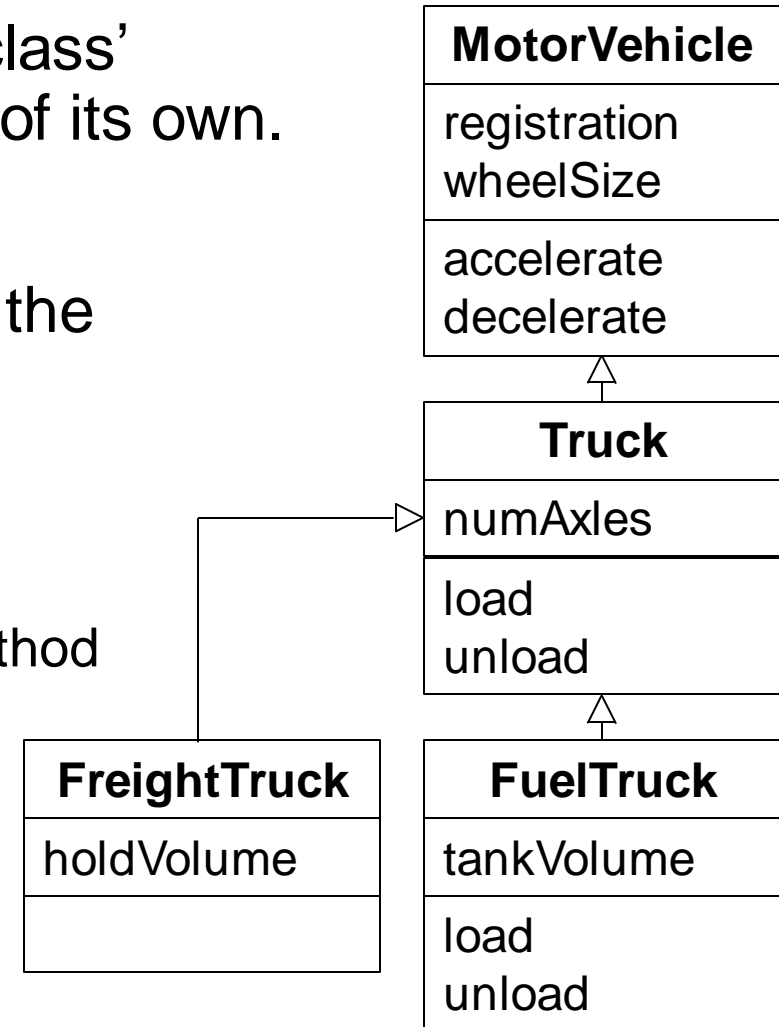 class’
of its own.
the
thod
MotorVehicle
registration
wheelSize
accelerate
decelerate
Truck
numAxles
load
unload
FreightTruck
holdVolume
FuelTruck
tankVolume
load
unload